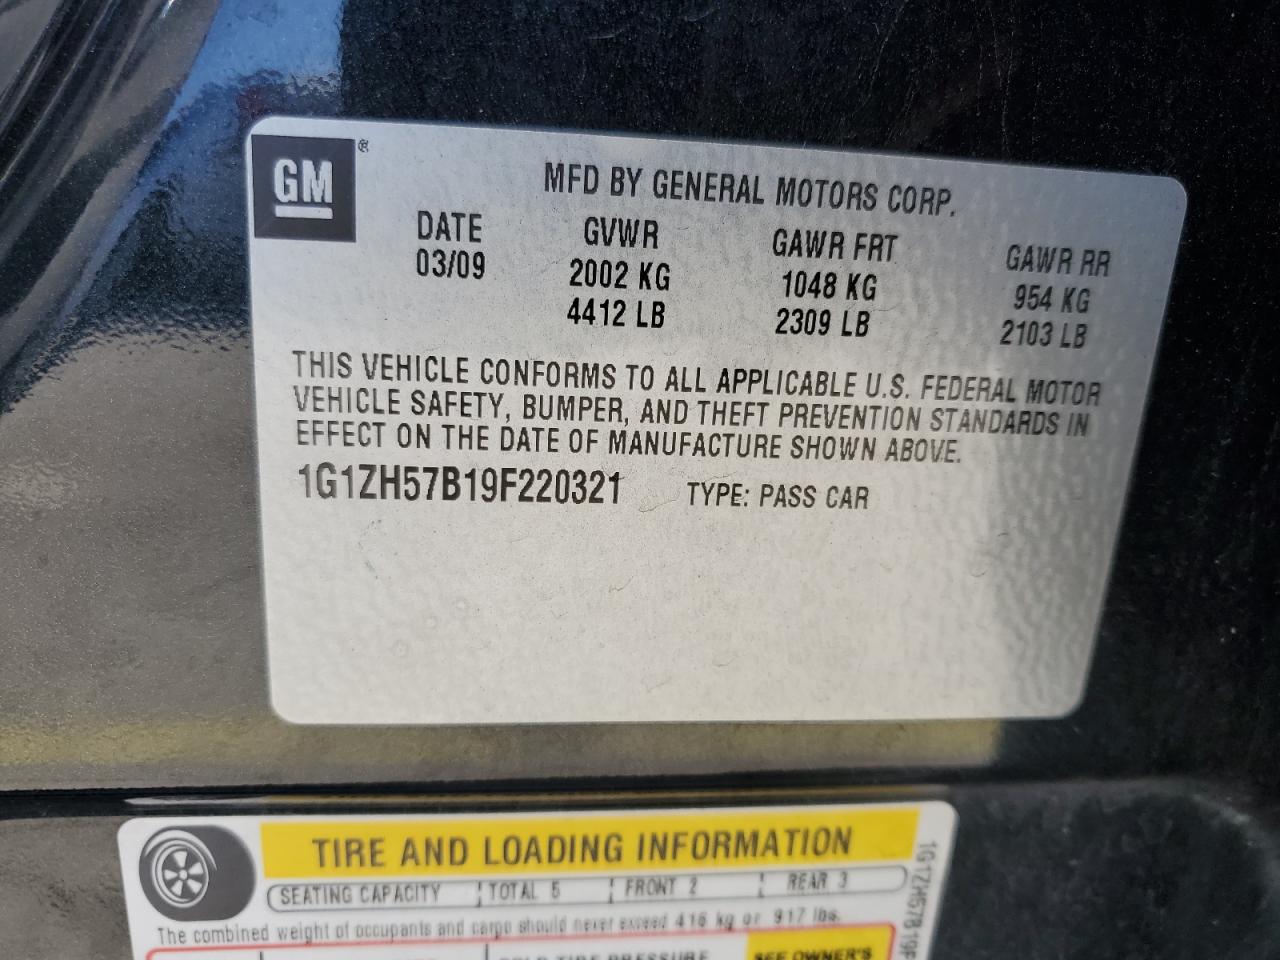 GM ®
MFD BY GENERAL MOTORS CORP.
DATE GVWR GAWR FRT GAWR RR
03/09 2002 KG 1048 KG 954 KG
4412 LB 2309 LB 2103 LB
THIS VEHICLE CONFORMS TO ALL APPLICABLE U.S. FEDERAL MOTOR
VEHICLE SAFETY, BUMPER, AND THEFT PREVENTION STANDARDS IN
EFFECT ON THE DATE OF MANUFACTURE SHOWN ABOVE.
1G1ZH57B19F220321 TYPE: PASS CAR
TIRE AND LOADING INFORMATION
SEATING CAPACITY TOTAL 5 FRONT 2 REAR 3
The combined weight of occupants and cargo should never exceed 416 kg or 917 lbs.
COLD TIRE PRESSURE SEE OWNER'S
1G1ZH57B19F